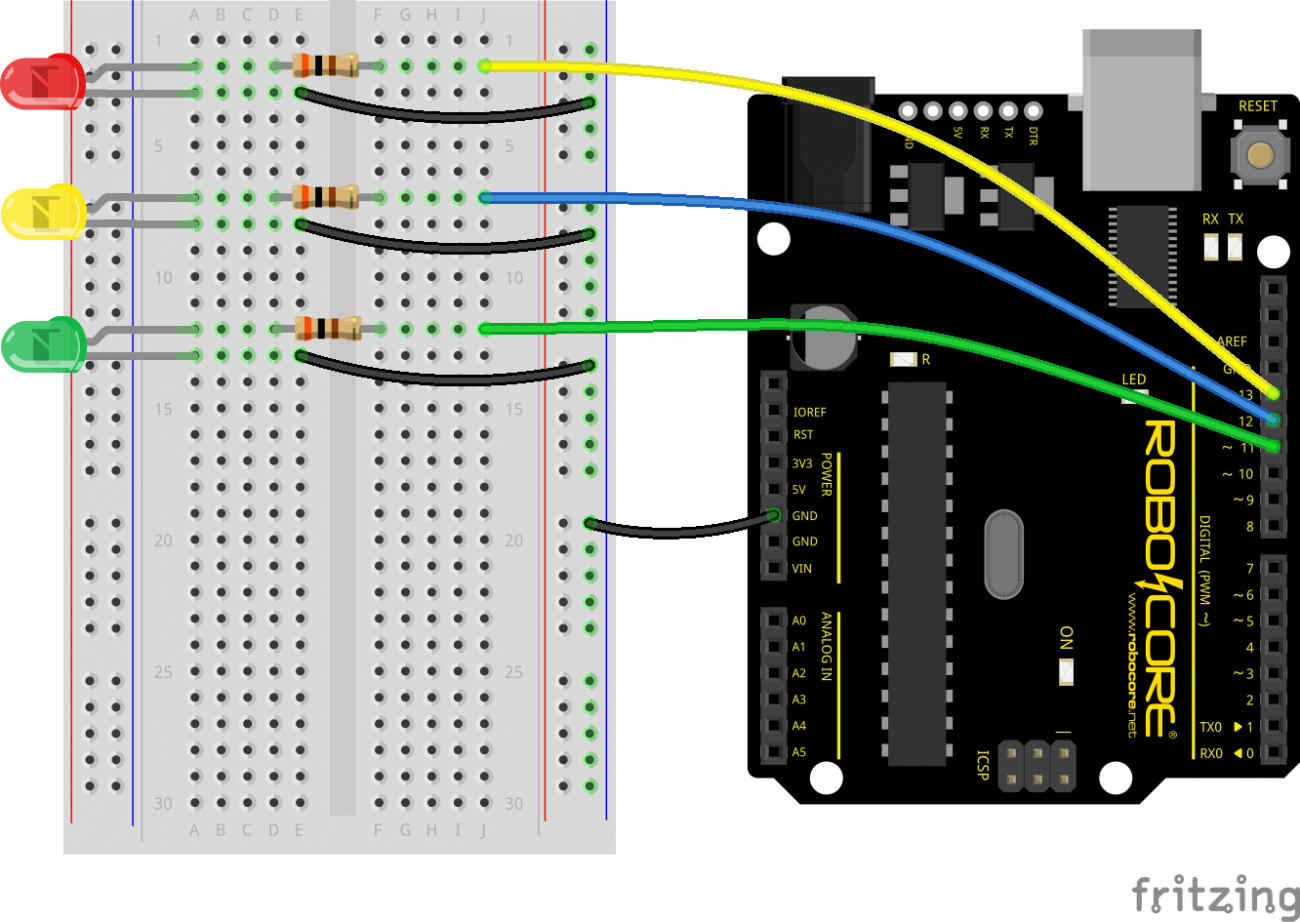 A B C D E F G H I J
1 1
5 5
10 10
15 15
20 20
25 25
30 30
A B C D E F G H I J
5V
RX
TX
DTR
RESET
RX TX
AREF
13
12
~ 11
~ 10
~ 9
8
7
~ 6
~ 5
4
~ 3
2
TX0 ▶ 1
RX0 ◀ 0
DIGITAL (PWM ~)
LED
R
IOREF
RST
3V3
5V
GND
GND
VIN
POWER
A0
A1
A2
A3
A4
A5
ANALOG IN
ROBOCORE
®
www.robocore.net
ON
ICSP
fritzing